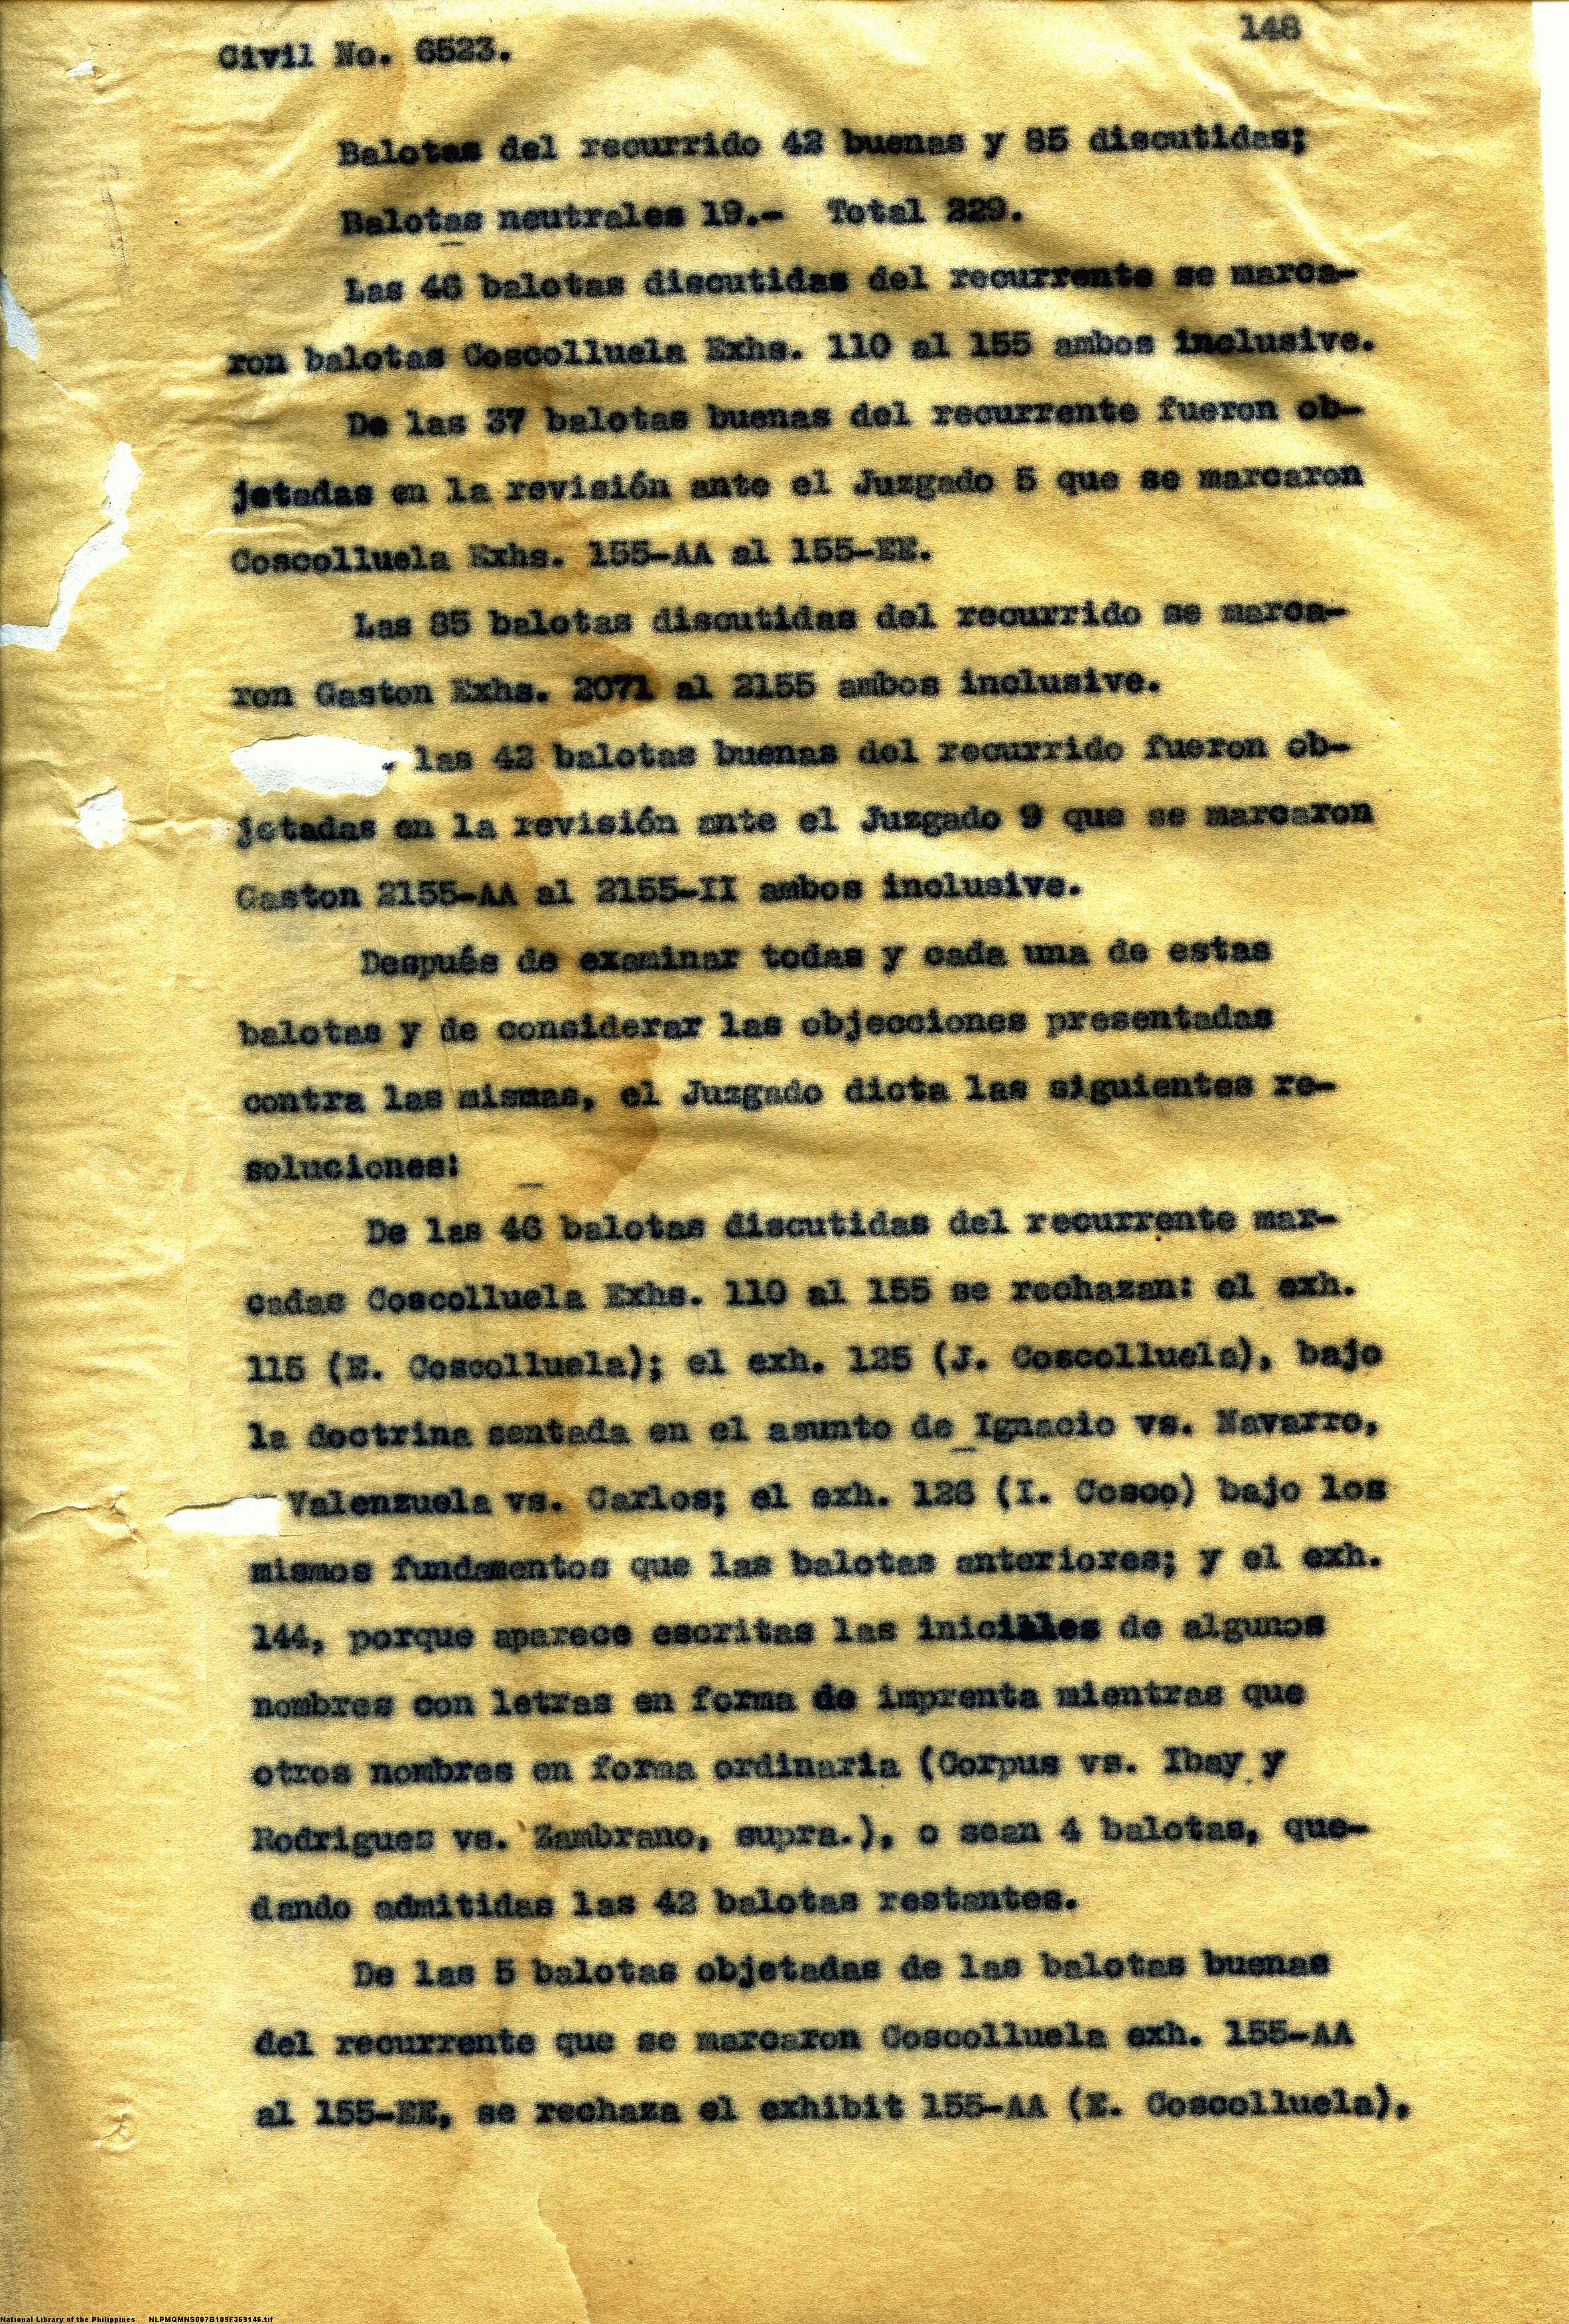 148
Civil No. 6523.
Balotas del recurrido 42 buenas y 85 discutidas;
Balotas neutrales 19.- Total 229.
Las 46 balotas discutidas del recurrente se marca-
ron balotas Coscolluela Exhs. 110 al 155 ambos inclusive.
De las 37 balotas buenas del recurrente fueron ob-
jetadas en la revisión ante el Juzgado 5 que se marcaron
Coscolluela Exhs. 155-AA al 155-EE.
Las 85 balotas discutidas del recurrido se marca-
ron Gaston Exhs. 2071 al 2155 ambos inclusive.
las 42 balotas buenas del recurrido fueron ob-
jetadas en la revisión ante el Juzgado 9 que se marcaron
Gaston 2155-AA al 2155-II ambos inclusive.
Después de examinar todas y cada una de estas
balotas y de considerar las objecciones presentadas
contra las mismas, el Juzgado dicta las siguientes re-
soluciones:
De las 46 balotas discutidas del recurrente mar-
cadas Coscolluela Exhs. 110 al 155 se rechazan: el exh.
115 (E. Coscolluela); el exh. 125 (J. Coscolluela), bajo
la doctrina sentada en el asunto de Ignacio vs. Navarro,
Valenzuela vs. Carlos; el exh. 126 (I. Cosco) bajo los
mismos fundamentos que las balotas anteriores; y el exh.
144, porque aparece escritas las de algunos
nombres con letras en forma de imprenta mientras que
otros nombres en forma ordinaria (Corpus vs. Ibay y
Rodriguez vs. Zambrano, supra.), o sean 4 balotas, que-
dando admitidas las 42 balotas restantes.
De las 5 balotas objetadas de las balotas buenas
del recurrente que se marcaron Coscolluela exh. 155-AA
al 155-EE, se rechaza el exhibit 155-AA (E. Coscolluela),
National Library of the Philippines NLPMQMNS007B109F369146.tif